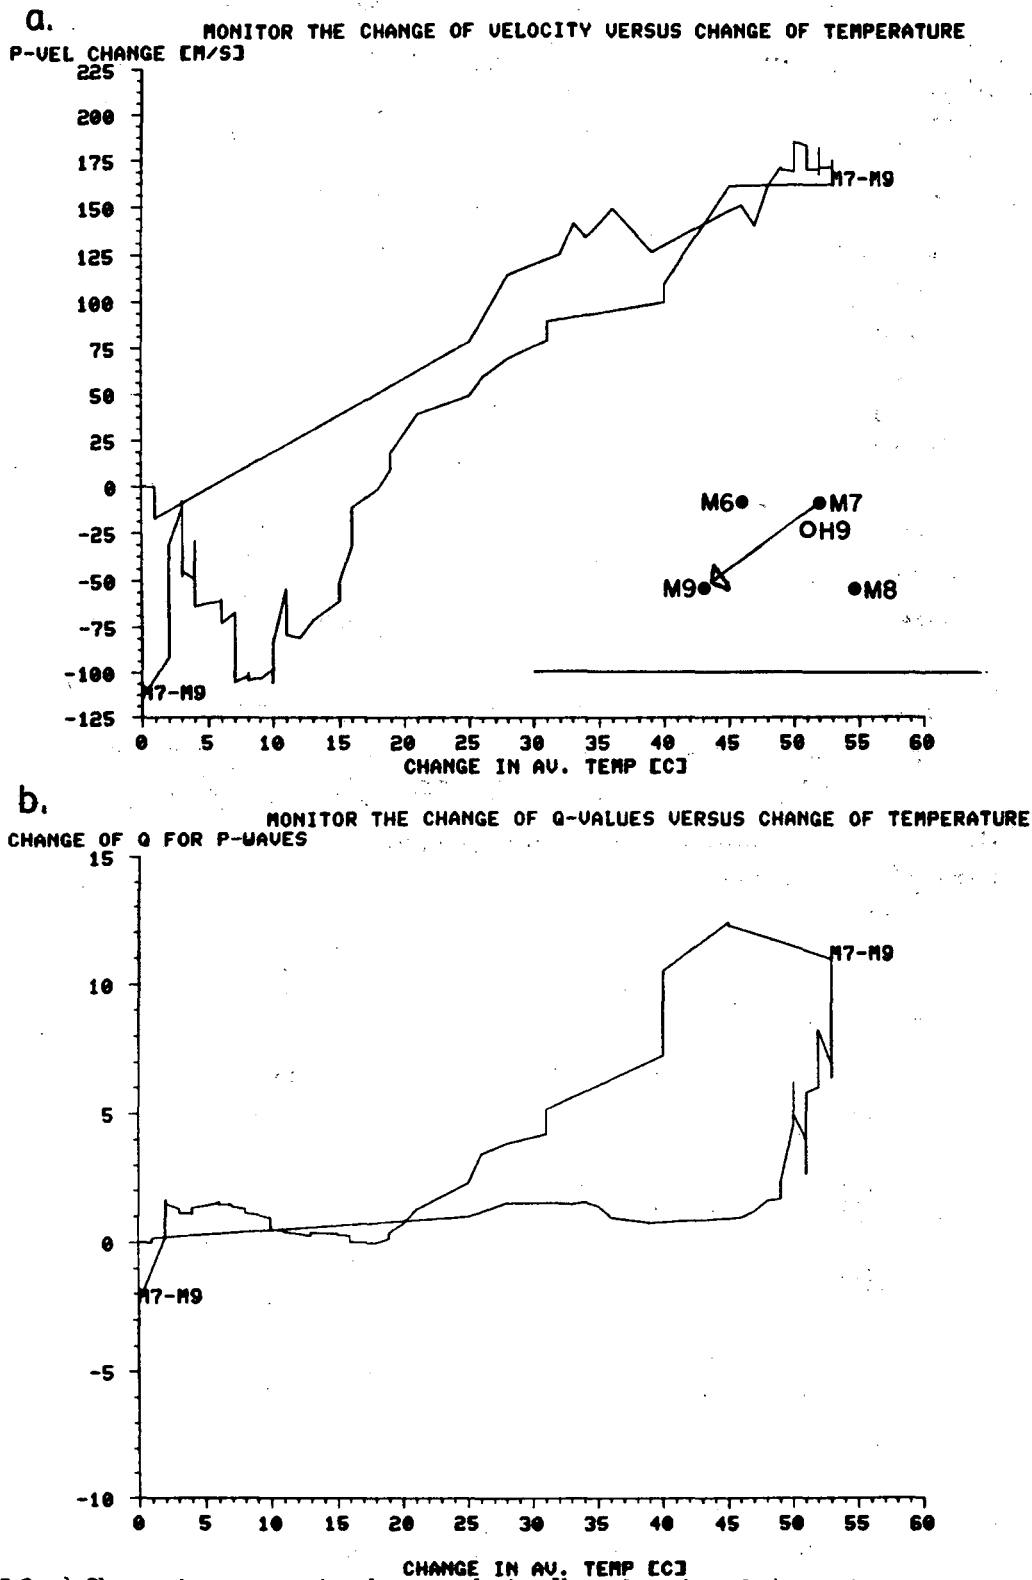 a.
MONITOR THE CHANGE OF VELOCITY VERSUS CHANGE OF TEMPERATURE
P-VEL CHANGE [M/S]
225
200
175
150
125
100
75
50
25
0
-25
-50
-75
-100
-125
M7-M9
M7-M9
M6
M7
H9
M9
M8
0 5 10 15 20 25 30 35 40 45 50 55 60
CHANGE IN AV. TEMP [C]
b.
MONITOR THE CHANGE OF Q-VALUES VERSUS CHANGE OF TEMPERATURE
CHANGE OF Q FOR P-WAVES
15
10
5
0
-5
-10
M7-M9
M7-M9
0 5 10 15 20 25 30 35 40 45 50 55 60
CHANGE IN AV. TEMP [C]